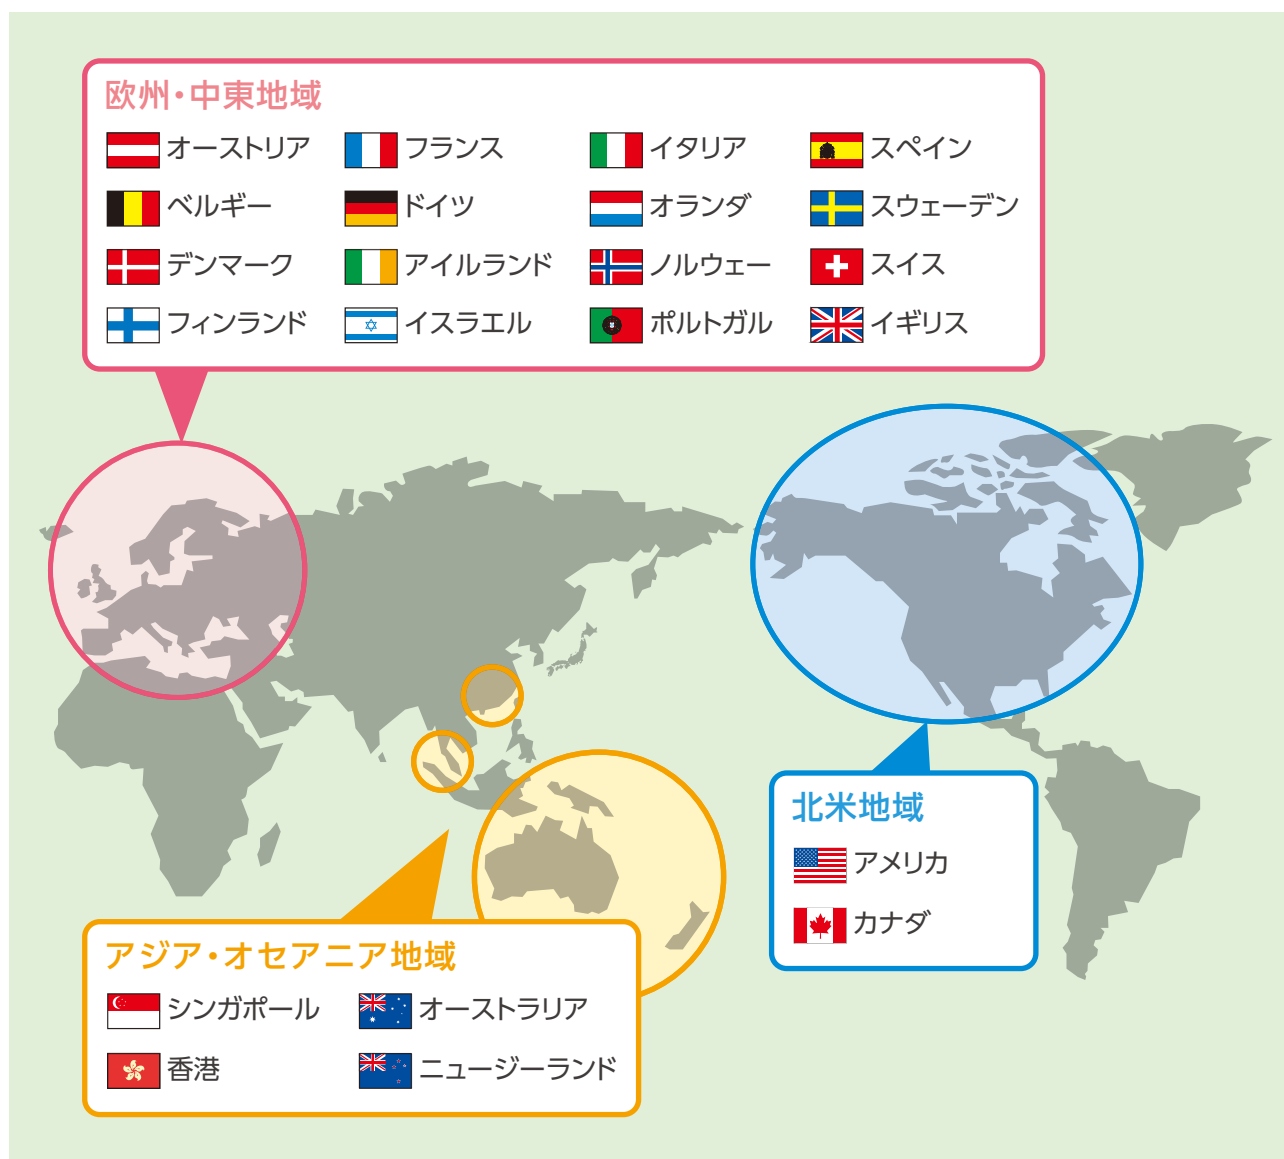 欧州・中東地域
オーストリア フランス イタリア スペイン
ベルギー ドイツ オランダ スウェーデン
デンマーク アイルランド ノルウェー スイス
フィンランド イスラエル ポルトガル イギリス
北米地域
アメリカ
カナダ
アジア・オセアニア地域
シンガポール オーストラリア
香港 ニュージーランド